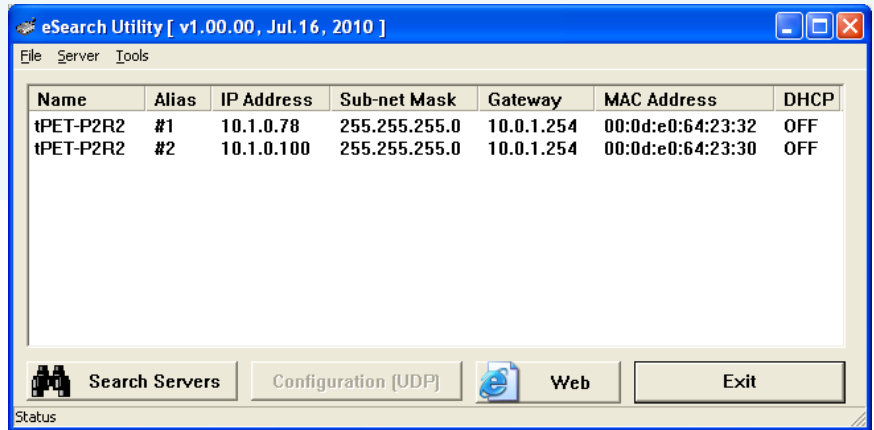 eSearch Utility [ v1.00.00, Jul.16, 2010 ]
File Server Tools
Name Alias IP Address Sub-net Mask Gateway MAC Address DHCP
tPET-P2R2 #1 10.1.0.78 255.255.255.0 10.0.1.254 00:0d:e0:64:23:32 OFF
tPET-P2R2 #2 10.1.0.100 255.255.255.0 10.0.1.254 00:0d:e0:64:23:30 OFF
Search Servers Configuration (UDP) Web Exit
Status